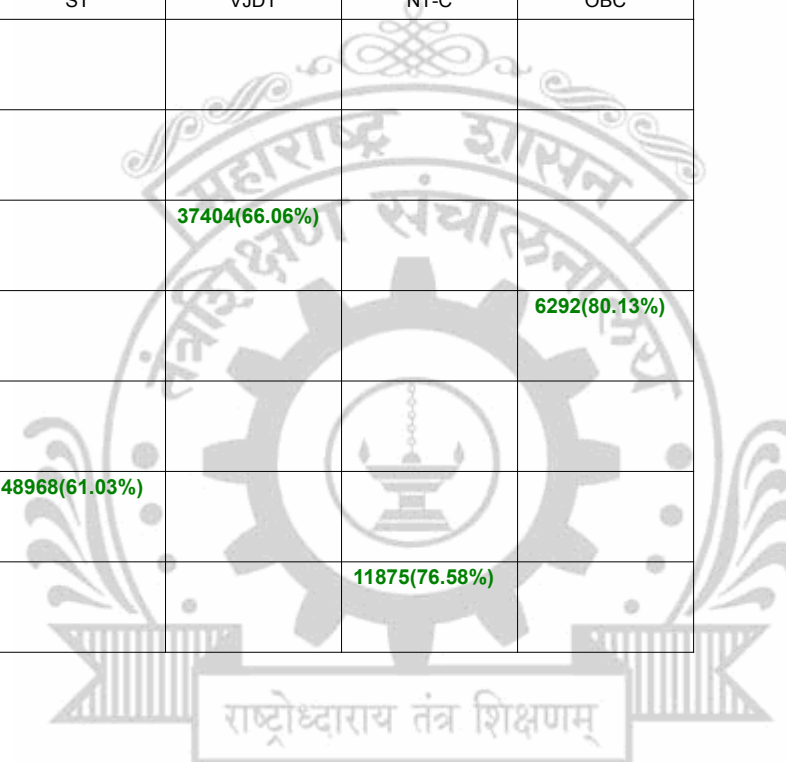 ST VJDT NT-C OBC
महाराष्ट्र शासन
तंत्रशिक्षण संचालनालय
37404(66.06%)
6292(80.13%)
48968(61.03%)
11875(76.58%)
राष्ट्रोध्दाराय तंत्र शिक्षणम्